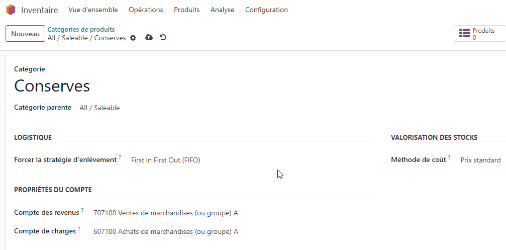 Inventaire Vue d'ensemble Opérations Produits Analyse Configuration
Nouveau
Catégories de produits
All / Saleable / Conserves
Produits
0
Catégorie
Conserves
Catégorie parente All / Saleable
LOGISTIQUE
VALORISATION DES STOCKS
Forcer la stratégie d'enlèvement ? First In First Out (FIFO)
Méthode de coût ? Prix standard
PROPRIÉTÉS DU COMPTE
Compte des revenus ? 707100 Ventes de marchandises (ou groupe) A
Compte de charges ? 607100 Achats de marchandises (ou groupe) A